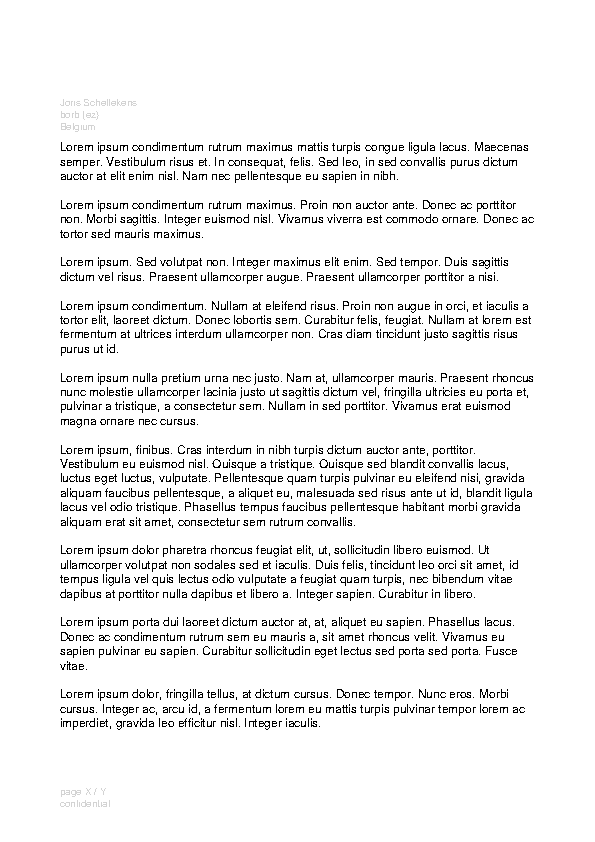 Joris Schellekens
borb (ez)
Belgium
Lorem ipsum condimentum rutrum maximus mattis turpis congue ligula lacus. Maecenas
semper. Vestibulum risus et. In consequat, felis. Sed leo, in sed convallis purus dictum
auctor at elit enim nisl. Nam nec pellentesque eu sapien in nibh.
Lorem ipsum condimentum rutrum maximus. Proin non auctor ante. Donec ac porttitor
non. Morbi sagittis. Integer euismod nisl. Vivamus viverra est commodo ornare. Donec ac
tortor sed mauris maximus.
Lorem ipsum. Sed volutpat non. Integer maximus elit enim. Sed tempor. Duis sagittis
dictum vel risus. Praesent ullamcorper augue. Praesent ullamcorper porttitor a nisi.
Lorem ipsum condimentum. Nullam at eleifend risus. Proin non augue in orci, et iaculis a
tortor elit, laoreet dictum. Donec lobortis sem. Curabitur felis, feugiat. Nullam at lorem est
fermentum at ultrices interdum ullamcorper non. Cras diam tincidunt justo sagittis risus
purus ut id.
Lorem ipsum nulla pretium urna nec justo. Nam at, ullamcorper mauris. Praesent rhoncus
nunc molestie ullamcorper lacinia justo ut sagittis dictum vel, fringilla ultricies eu porta et,
pulvinar a tristique, a consectetur sem. Nullam in sed porttitor. Vivamus erat euismod
magna ornare nec cursus.
Lorem ipsum, finibus. Cras interdum in nibh turpis dictum auctor ante, porttitor.
Vestibulum eu euismod nisl. Quisque a tristique. Quisque sed blandit convallis lacus,
luctus eget luctus, vulputate. Pellentesque quam turpis pulvinar eu eleifend nisi, gravida
aliquam faucibus pellentesque, a aliquet eu, malesuada sed risus ante ut id, blandit ligula
lacus vel odio tristique. Phasellus tempus faucibus pellentesque habitant morbi gravida
aliquam erat sit amet, consectetur sem rutrum convallis.
Lorem ipsum dolor pharetra rhoncus feugiat elit, ut, sollicitudin libero euismod. Ut
ullamcorper volutpat non sodales sed et iaculis. Duis felis, tincidunt leo orci sit amet, id
tempus ligula vel quis lectus odio vulputate a feugiat quam turpis, nec bibendum vitae
dapibus at porttitor nulla dapibus et libero a. Integer sapien. Curabitur in libero.
Lorem ipsum porta dui laoreet dictum auctor at, at, aliquet eu sapien. Phasellus lacus.
Donec ac condimentum rutrum sem eu mauris a, sit amet rhoncus velit. Vivamus eu
sapien pulvinar eu sapien. Curabitur sollicitudin eget lectus sed porta sed porta. Fusce
vitae.
Lorem ipsum dolor, fringilla tellus, at dictum cursus. Donec tempor. Nunc eros. Morbi
cursus. Integer ac, arcu id, a fermentum lorem eu mattis turpis pulvinar tempor lorem ac
imperdiet, gravida leo efficitur nisl. Integer iaculis.
page X / Y
confidential